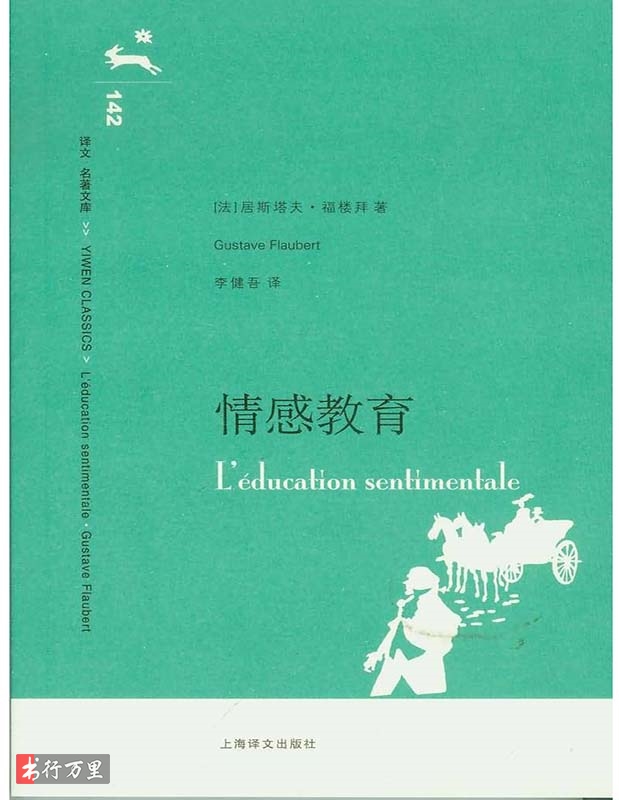 142
译文 名著文库 >> YIWEN CLASSICS > L'éducation sentimentale · Gustave Flaubert
[法]居斯塔夫·福楼拜 著
Gustave Flaubert
李健吾 译
情感教育
L'éducation sentimentale
上海译文出版社
书行万里